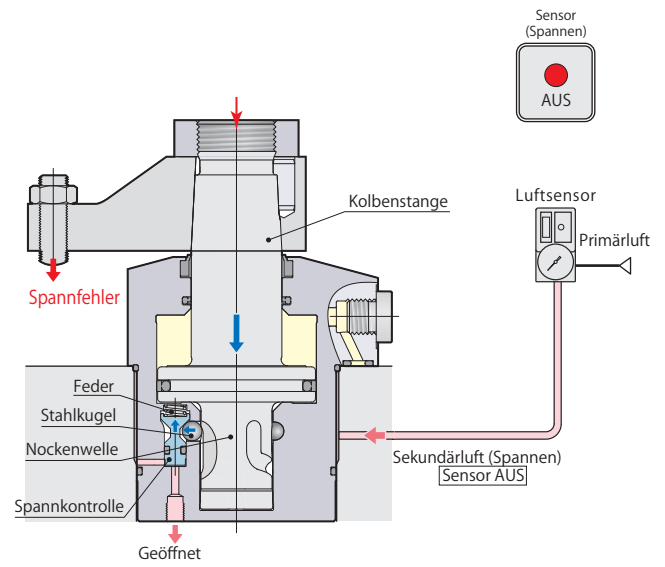 Sensor
(Spannen)
AUS
Kolbenstange
Luftsensor
Primärluft
Spannfehler
Feder
Stahlkugel
Nockenwelle
Spannkontrolle
Sekundärluft (Spannen)
Sensor AUS
Geöffnet